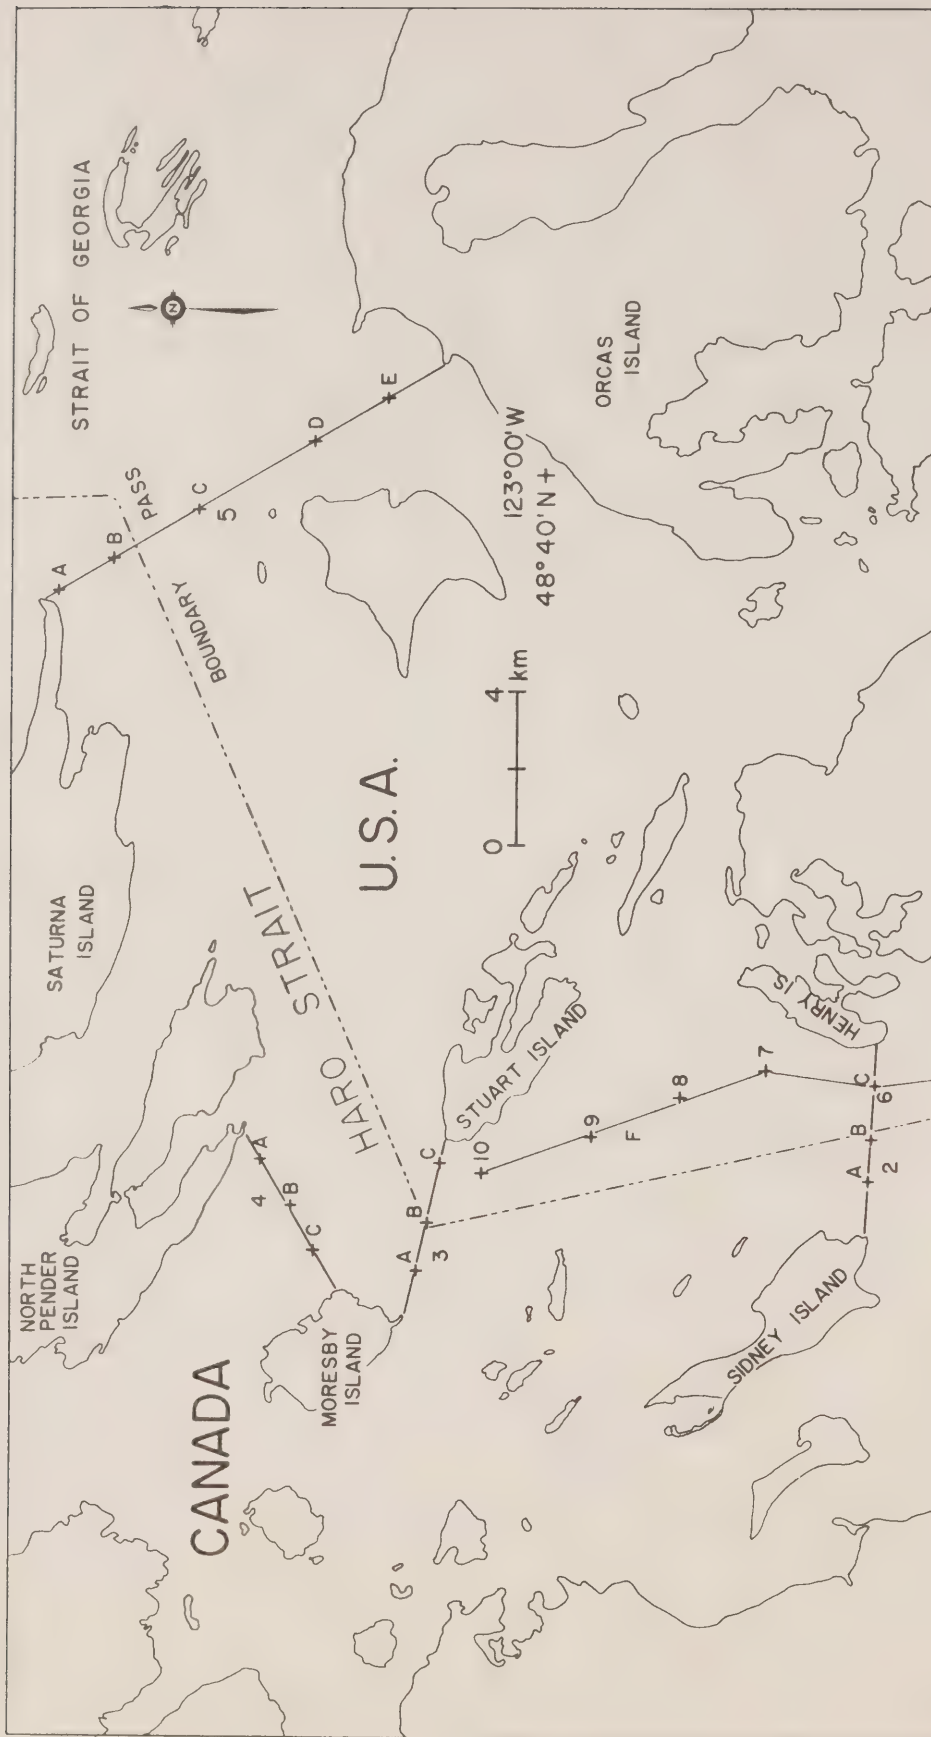 STRAIT OF GEORGIA
N
SATURNA
ISLAND
NORTH
PENDER
ISLAND
CANADA
MORESBY
ISLAND
HARO STRAIT
BOUNDARY
PASS
U.S.A.
0 4
km
123°00'W
48°40'N +
ORCAS
ISLAND
STUART ISLAND
HENRY IS.
SIDNEY ISLAND
A
B
C
5
D
E
A
4
B
C
A
B
C
3
10
9
F
8
7
A
B
C
2
6